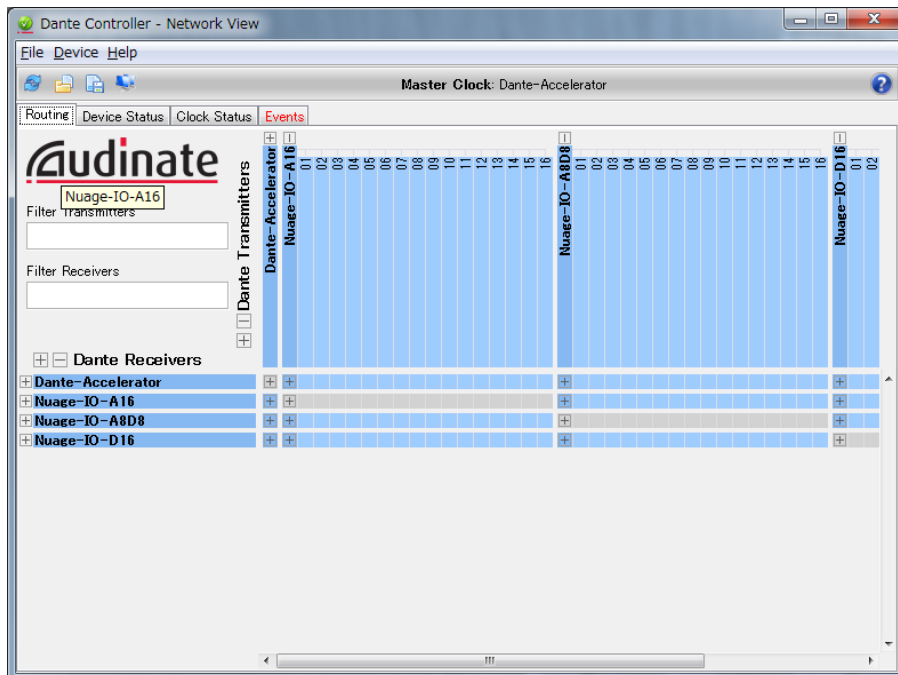 Dante Controller - Network View
File Device Help
Master Clock: Dante-Accelerator
Routing Device Status Clock Status Events
Audinate
Nuage-IO-A16
Filter Transmitters
Filter Receivers
Dante Transmitters
Dante-Accelerator
Nuage-IO-A16
01 02 03 04 05 06 07 08 09 10 11 12 13 14 15 16
Nuage-IO-A8D8
01 02 03 04 05 06 07 08 09 10 11 12 13 14 15 16
Nuage-IO-D16
01 02
Dante Receivers
Dante-Accelerator
Nuage-IO-A16
Nuage-IO-A8D8
Nuage-IO-D16